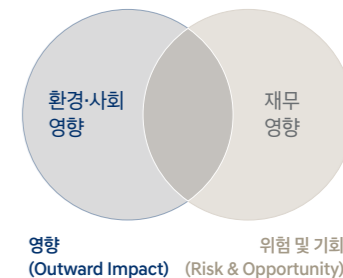 환경·사회
영향
재무
영향
영향
(Outward Impact)
위험 및 기회
(Risk & Opportunity)